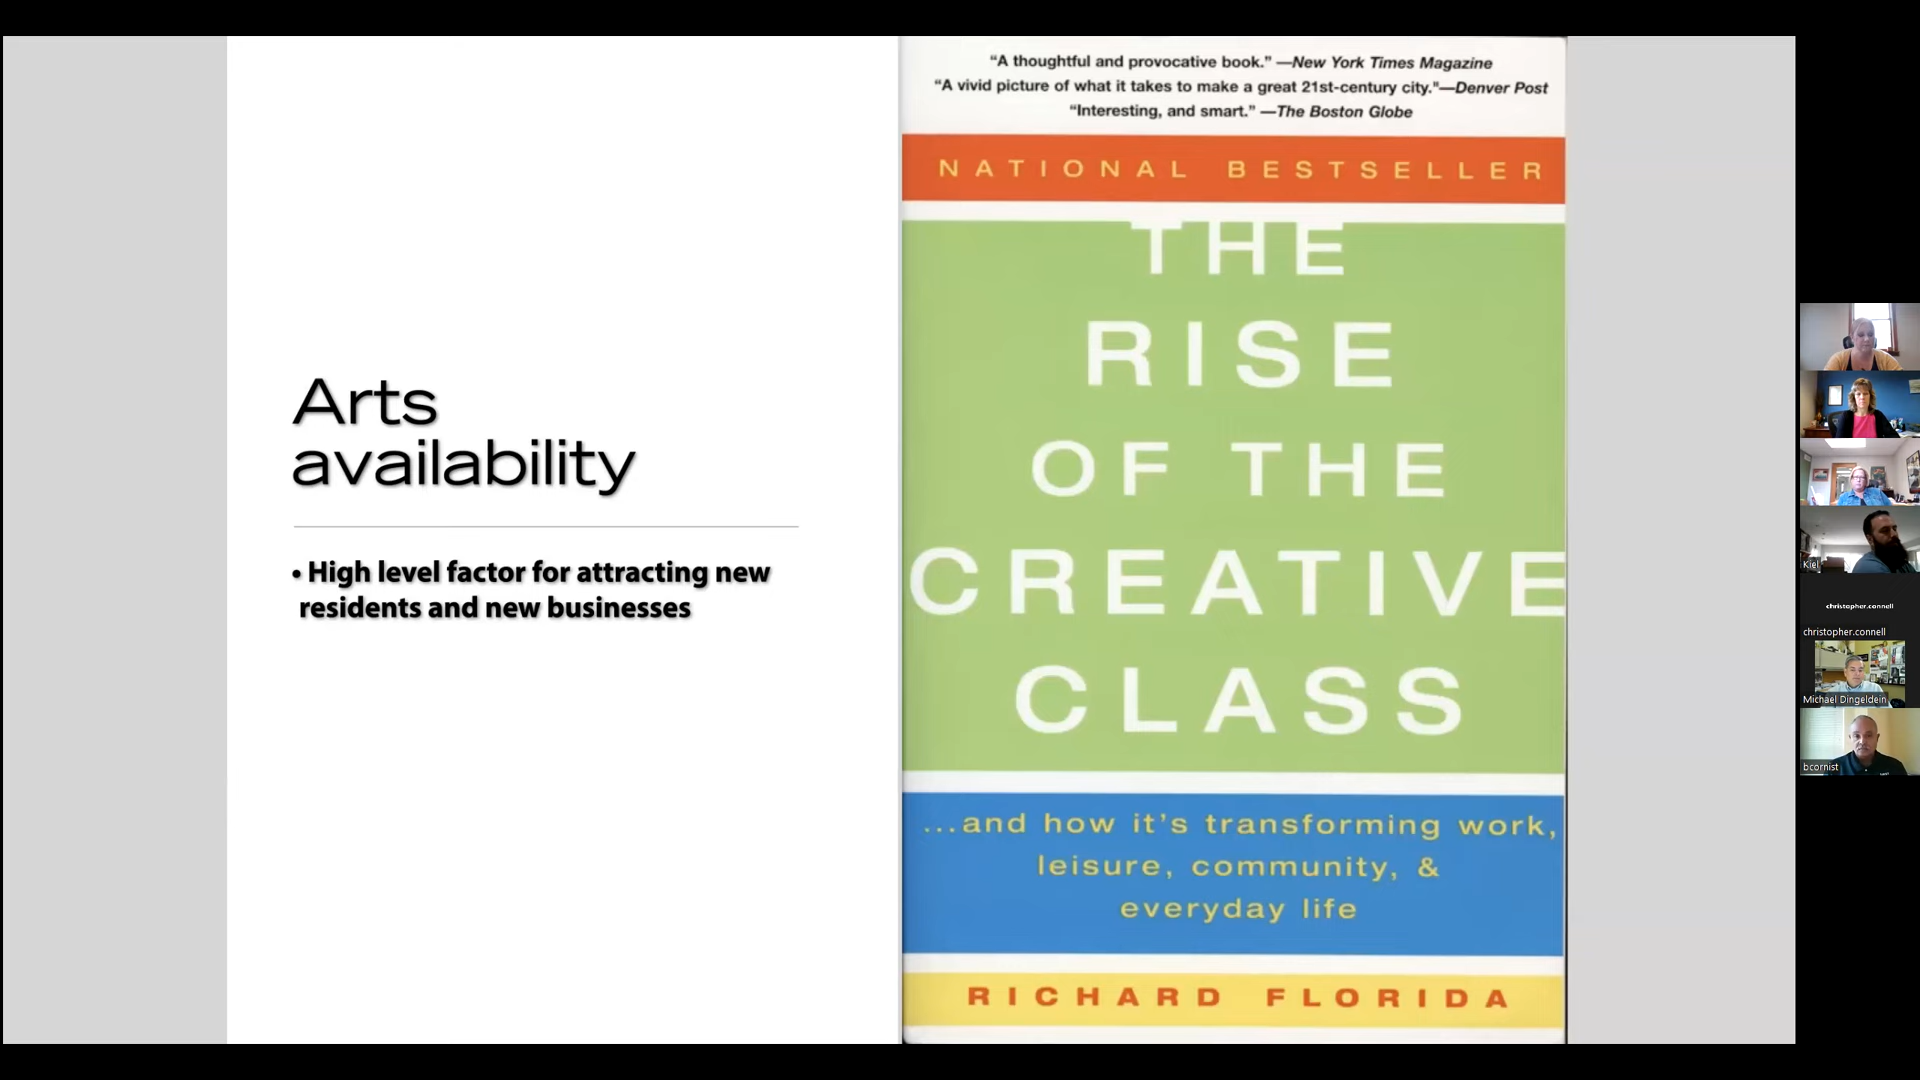 Arts
availability
• High level factor for attracting new
residents and new businesses
“A thoughtful and provocative book.” —New York Times Magazine
“A vivid picture of what it takes to make a great 21st-century city."—Denver Post
“Interesting, and smart.” —The Boston Globe
NATIONAL BESTSELLER
THE
RISE
OF THE
CREATIVE
CLASS
...and how it’s transforming work,
leisure, community, &
everyday life
RICHARD FLORIDA
Kiel
christopher.connell
christopher.connell
Michael Dingeldein
bcornist